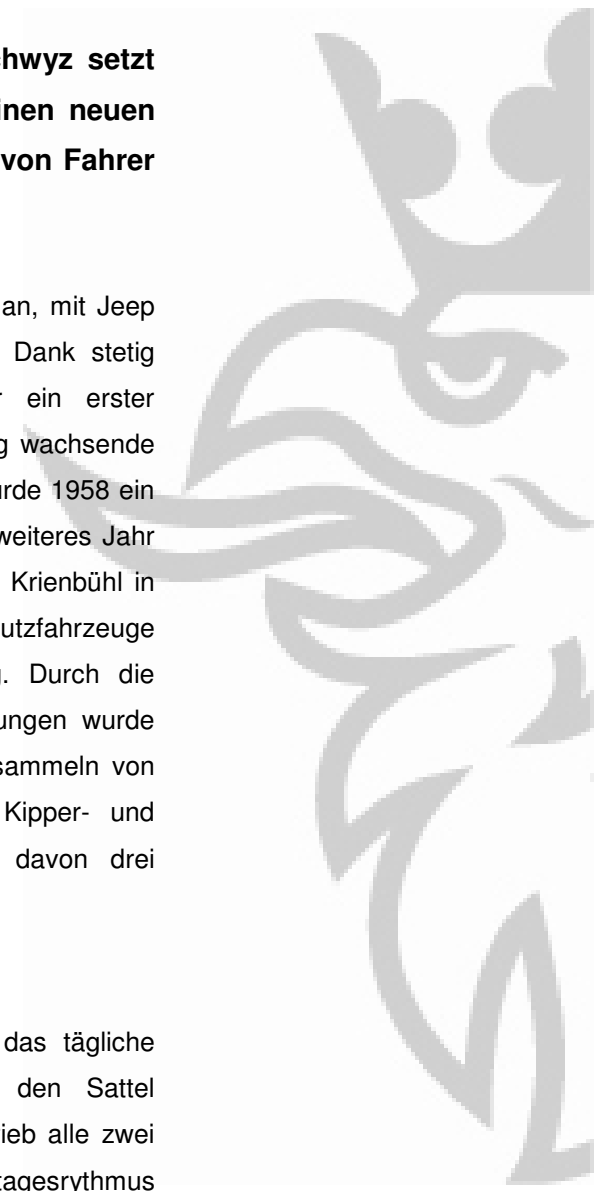 chwyz setzt
inen neuen
von Fahrer
an, mit Jeep
Dank stetig
ein erster
wachsende
rde 1958 ein
weiteres Jahr
Krienbühl in
utzfahrzeuge
. Durch die
ungen wurde
sammeln von
Kipper- und
davon drei
das tägliche
den Sattel
ieb alle zwei
tagesrythmus